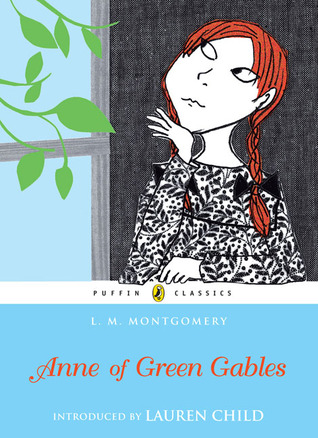 PUFFIN CLASSICS
L. M. MONTGOMERY
Anne of Green Gables
INTRODUCED BY LAUREN CHILD